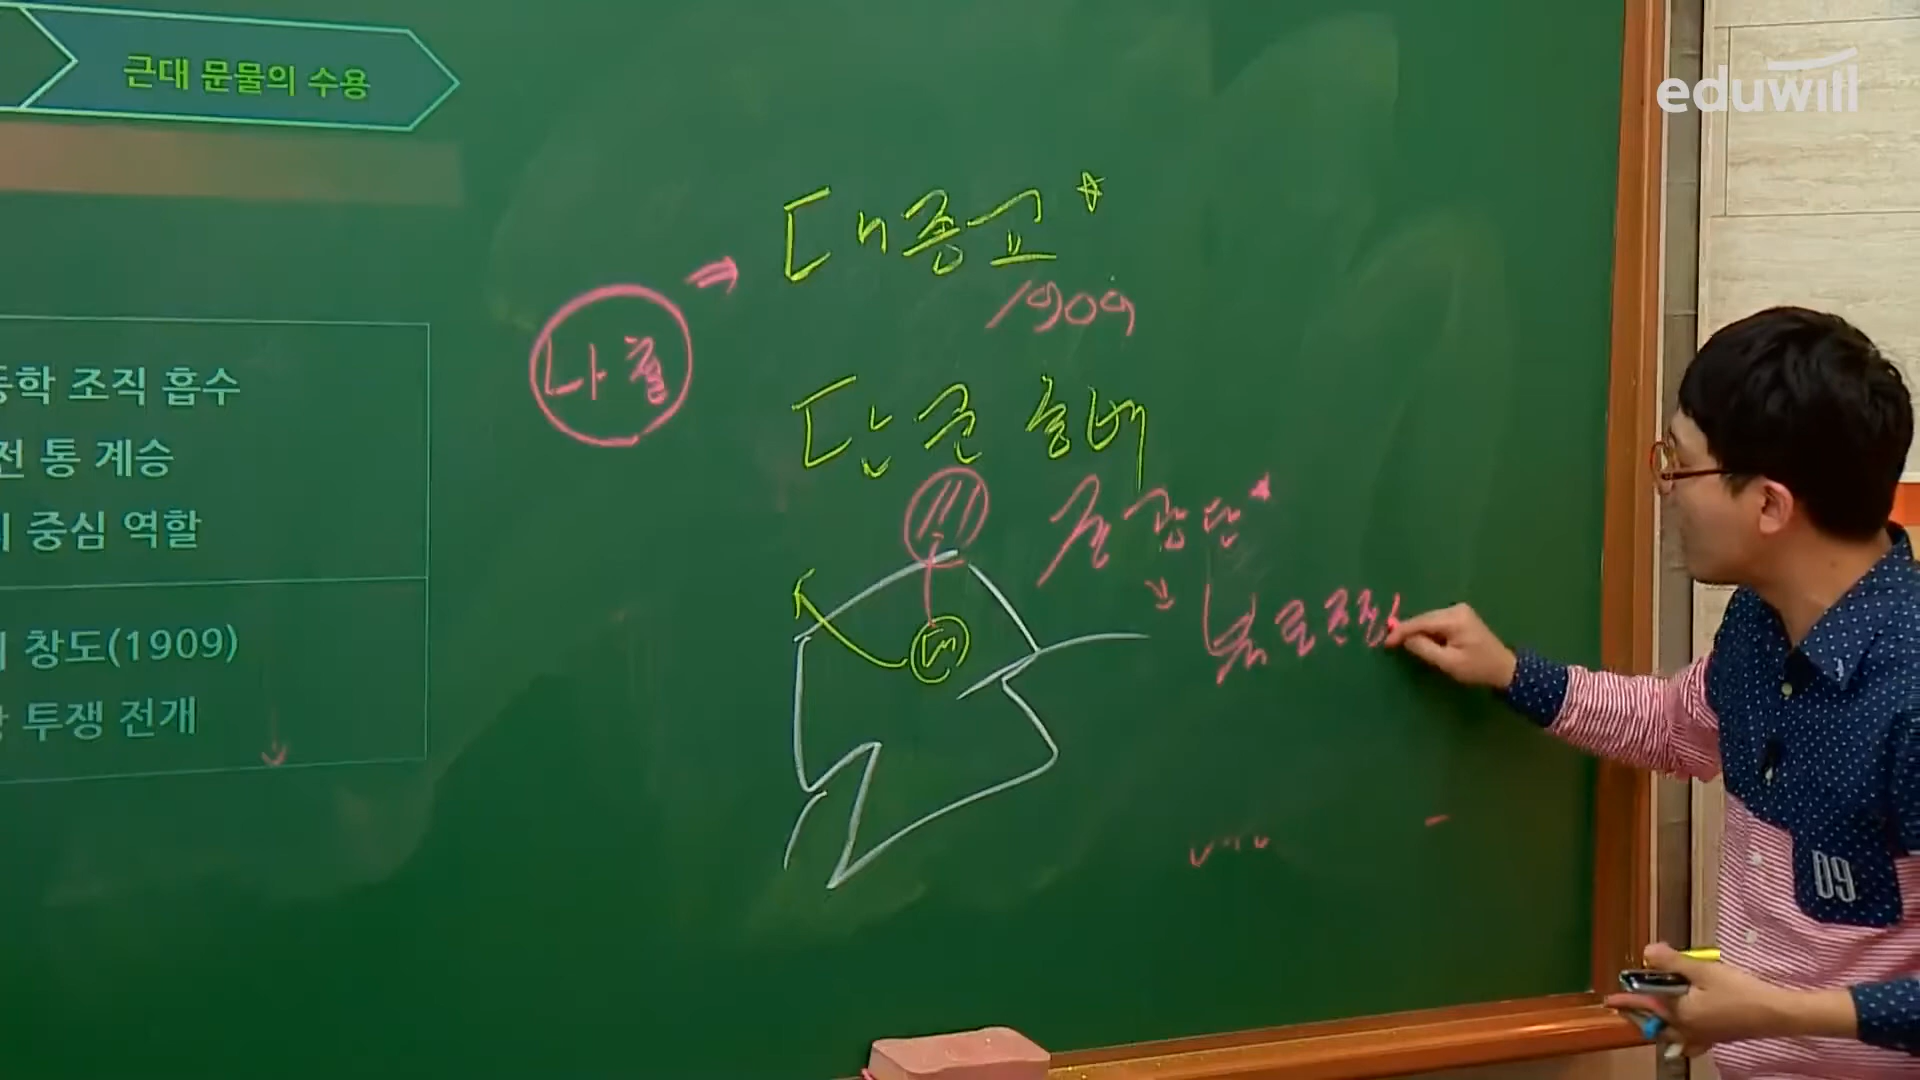 근대 문물의 수용
eduwill
대종교
1909
나철
단군 숭배
중광단
대
북로군정
동학 조직 흡수
전통 계승
중심 역할
창도(1909)
투쟁 전개
09